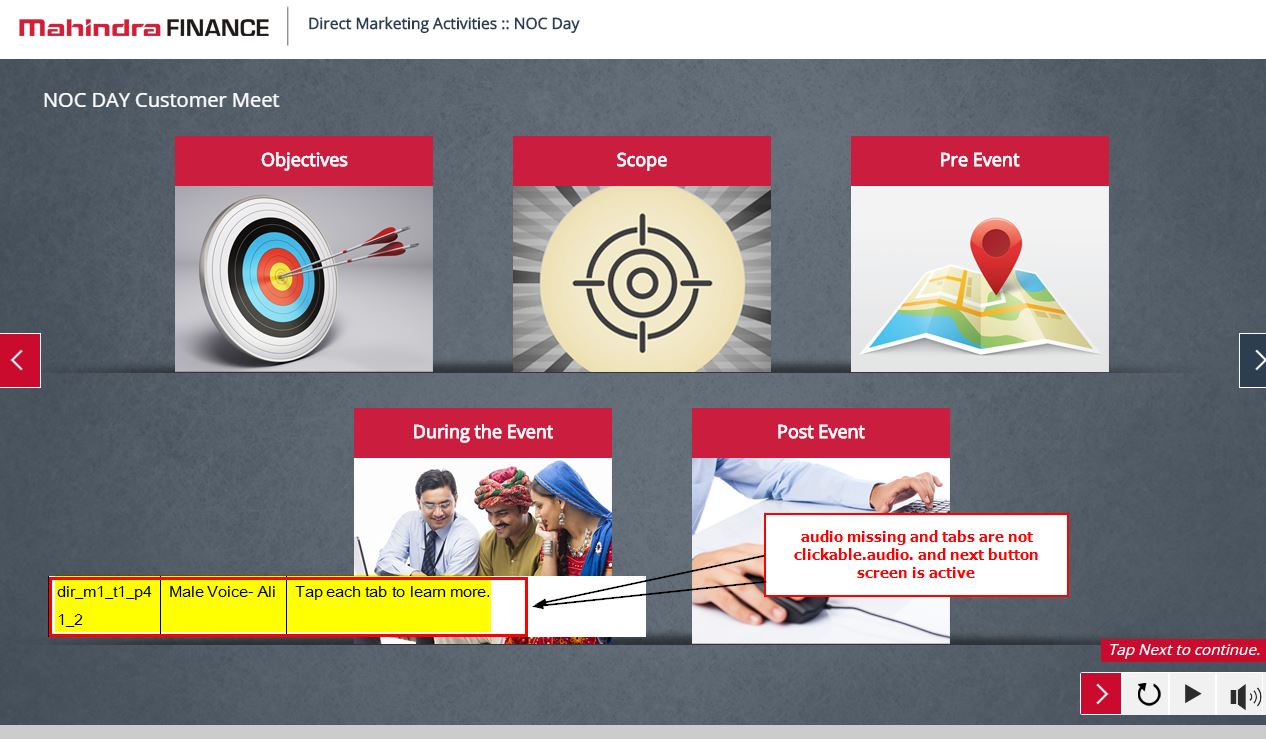 Mahindra FINANCE
Direct Marketing Activities :: NOC Day
NOC DAY Customer Meet
Objectives
Scope
Pre Event
During the Event
Post Event
audio missing and tabs are not
clickable.audio. and next button
screen is active
dir_m1_t1_p4
1_2
Male Voice- Ali
Tap each tab to learn more.
Tap Next to continue.